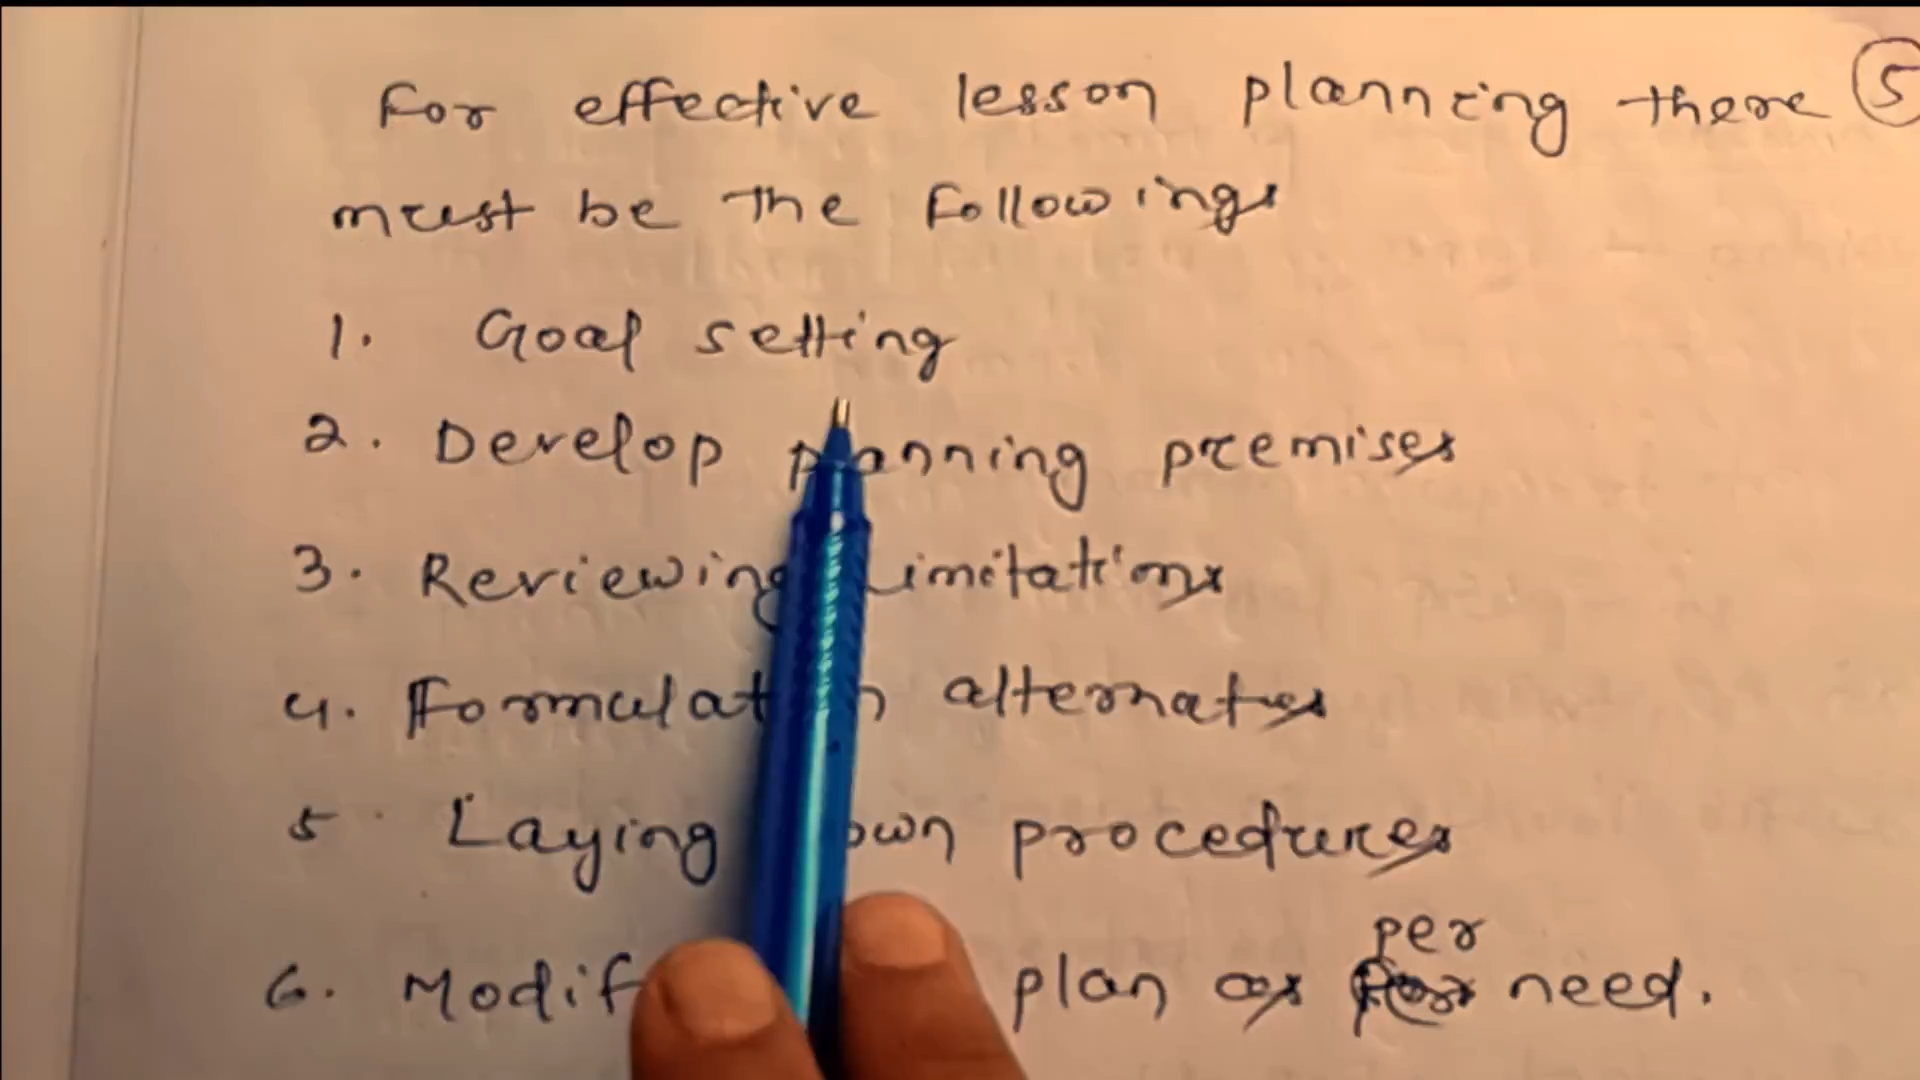 For effective lesson planning there 5
must be the followings
1. Goal setting
2. Develop planning premises
3. Reviewing limitations
4. Formulat n alternates
5. Laying own procedures
6. Modif plan as per need.